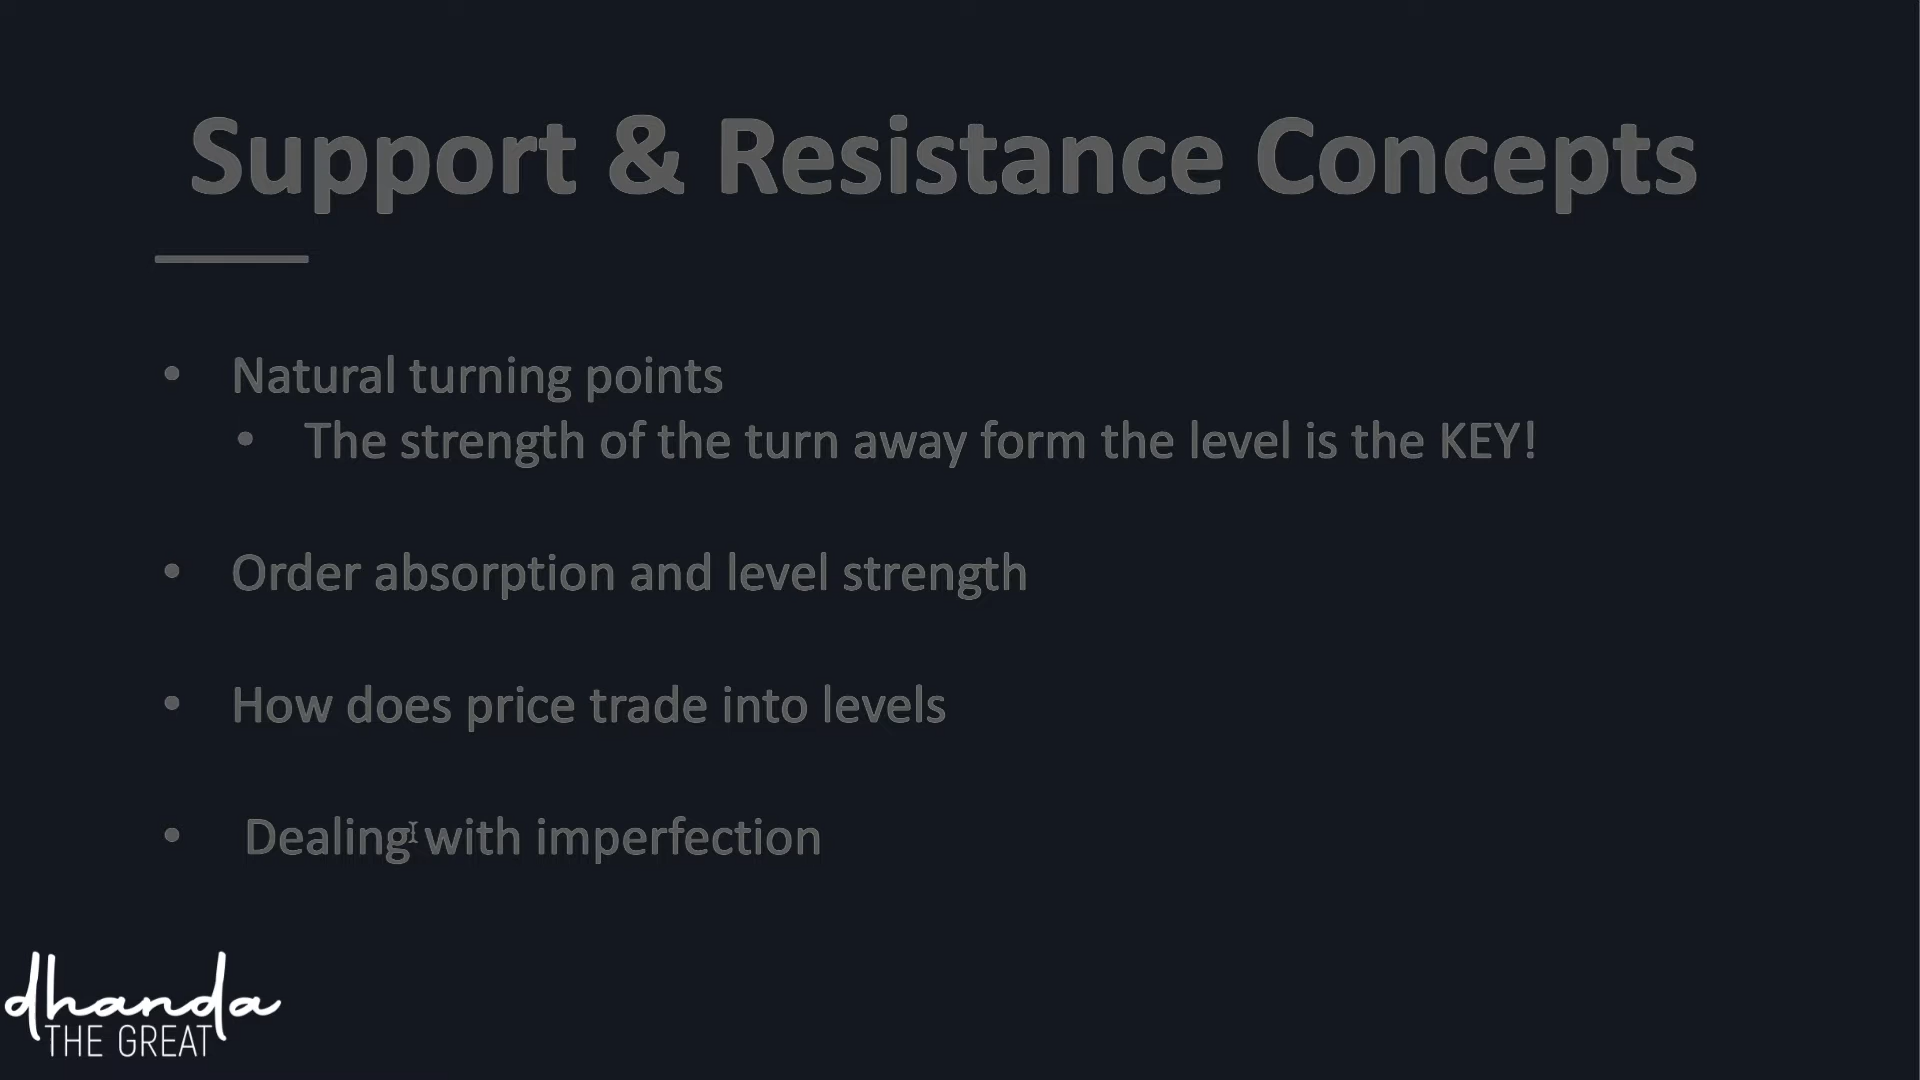 Support & Resistance Concepts
• Natural turning points
• The strength of the turn away form the level is the KEY!
• Order absorption and level strength
• How does price trade into levels
• Dealing with imperfection
dhanda
THE GREAT